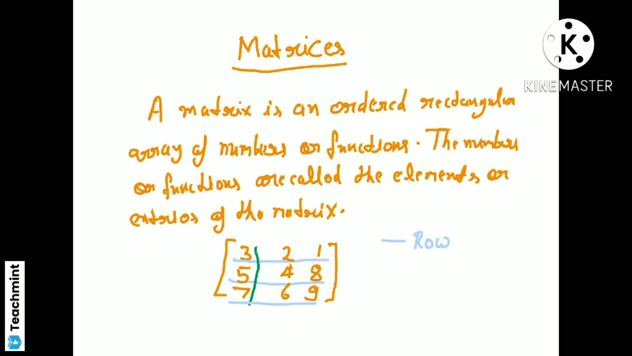 Matrices
K
KINEMASTER
A matrix is an ordered rectangular
array of numbers or functions. The numbers
or functions are called the elements or
entries of the matrix.
3 2 1
5 4 8
7 6 9
— Row
Teachmint